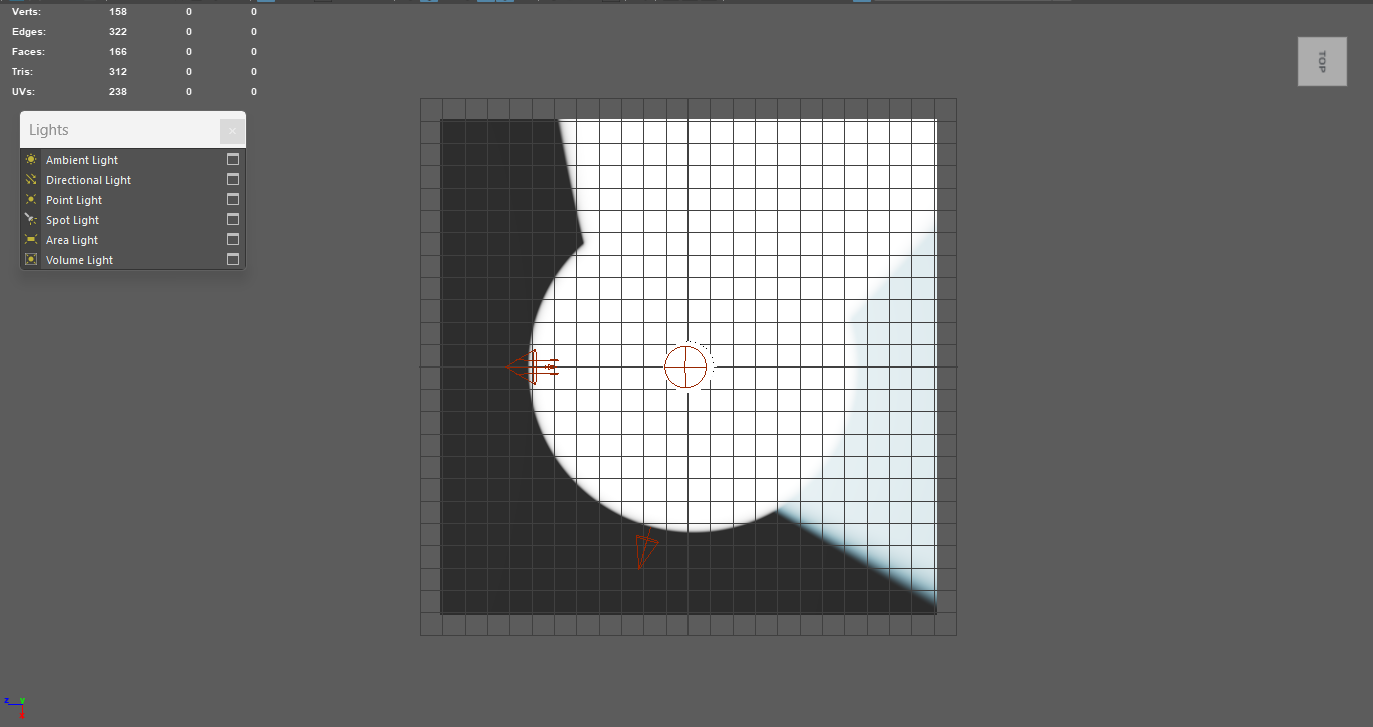 Verts: 158 0 0
Edges: 322 0 0
Faces: 166 0 0
Tris: 312 0 0
UVs: 238 0 0
TOP
Lights
Ambient Light
Directional Light
Point Light
Spot Light
Area Light
Volume Light
z y